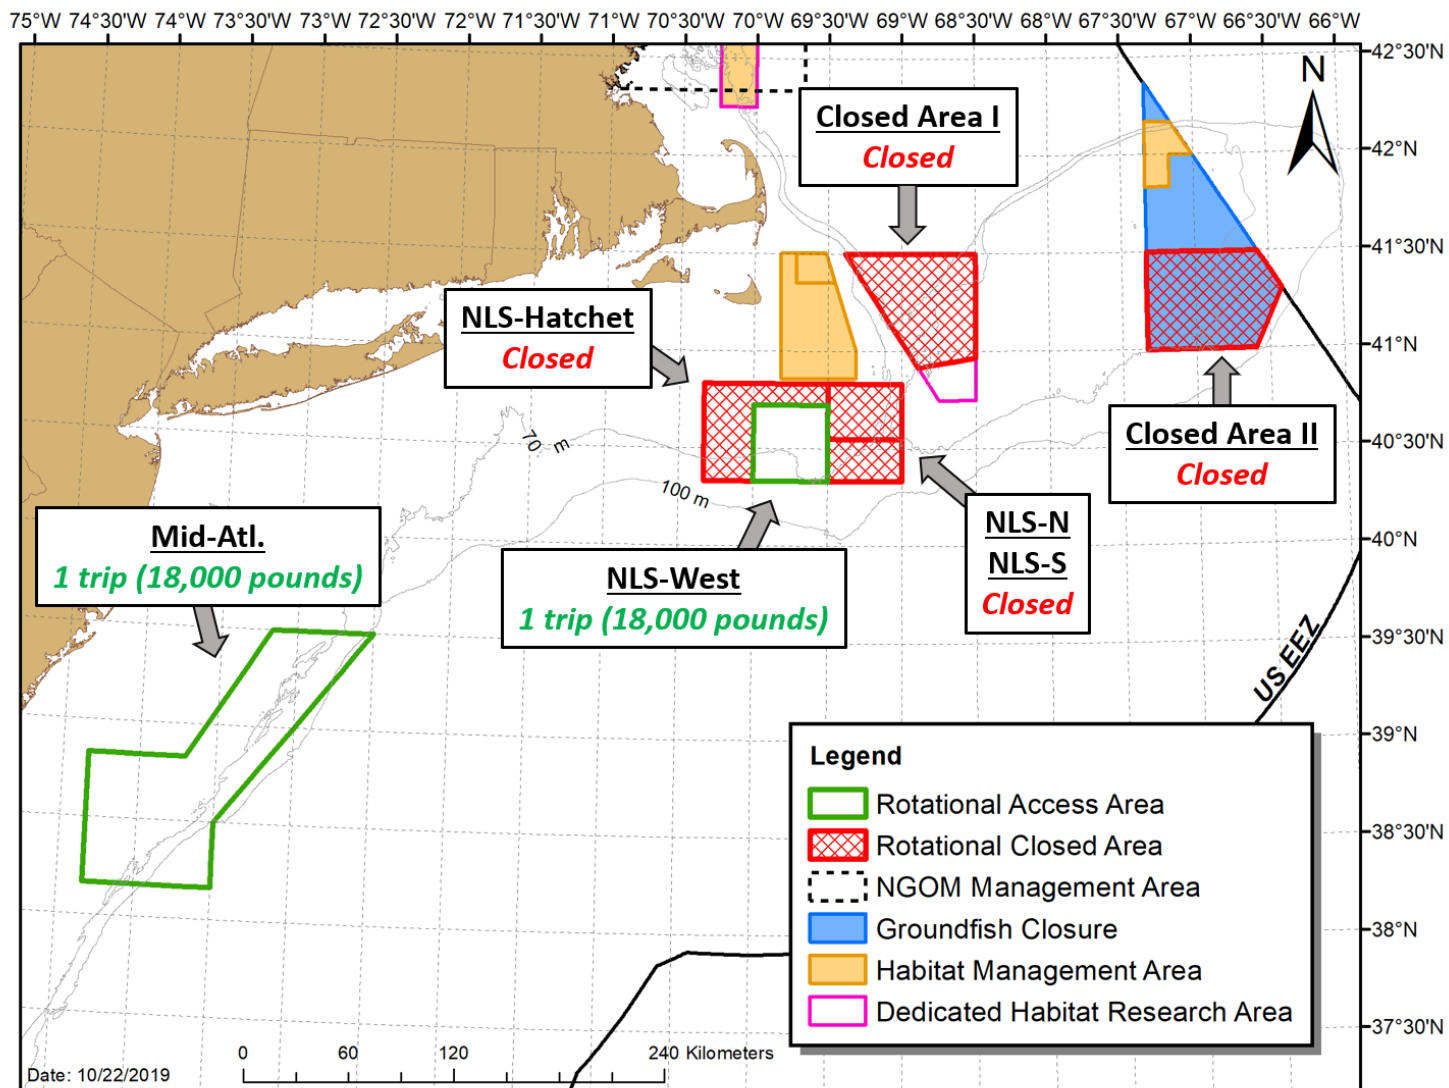 75°W 74°30'W 74°W 73°30'W 73°W 72°30'W 72°W 71°30'W 71°W 70°30'W 70°W 69°30'W 69°W 68°30'W 68°W 67°30'W 67°W 66°30'W 66°W
42°30'N
N
Closed Area I
Closed
42°N
41°30'N
NLS-Hatchet
Closed
41°N
Closed Area II
Closed
70 m
40°30'N
100 m
NLS-N
NLS-S
Closed
Mid-Atl.
1 trip (18,000 pounds)
NLS-West
1 trip (18,000 pounds)
40°N
39°30'N
US EEZ
39°N
38°30'N
38°N
37°30'N
Legend
Rotational Access Area
Rotational Closed Area
NGOM Management Area
Groundfish Closure
Habitat Management Area
Dedicated Habitat Research Area
0 60 120 240 Kilometers
Date: 10/22/2019